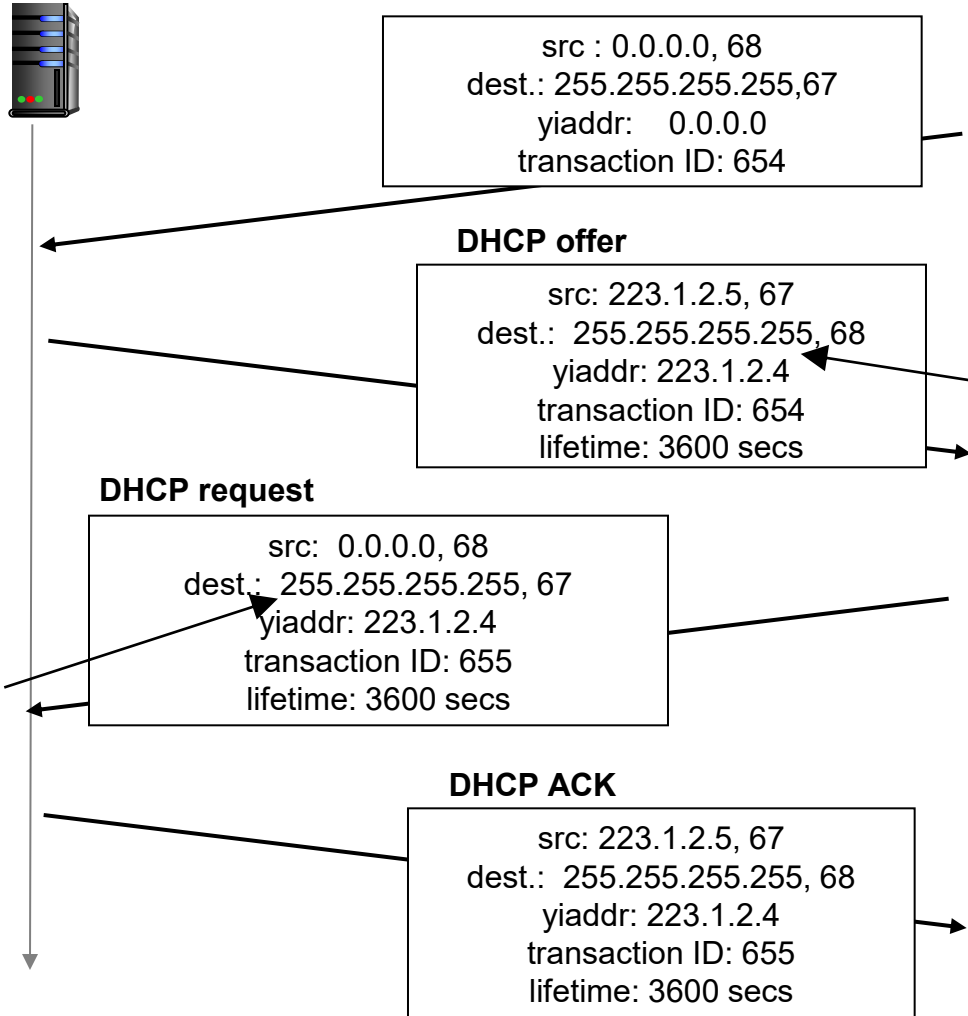 src : 0.0.0.0, 68
dest.: 255.255.255.255,67
yiaddr: 0.0.0.0
transaction ID: 654
DHCP offer
src: 223.1.2.5, 67
dest.: 255.255.255.255, 68
yiaddr: 223.1.2.4
transaction ID: 654
lifetime: 3600 secs
DHCP request
src: 0.0.0.0, 68
dest.: 255.255.255.255, 67
yiaddr: 223.1.2.4
transaction ID: 655
lifetime: 3600 secs
DHCP ACK
src: 223.1.2.5, 67
dest.: 255.255.255.255, 68
yiaddr: 223.1.2.4
transaction ID: 655
lifetime: 3600 secs